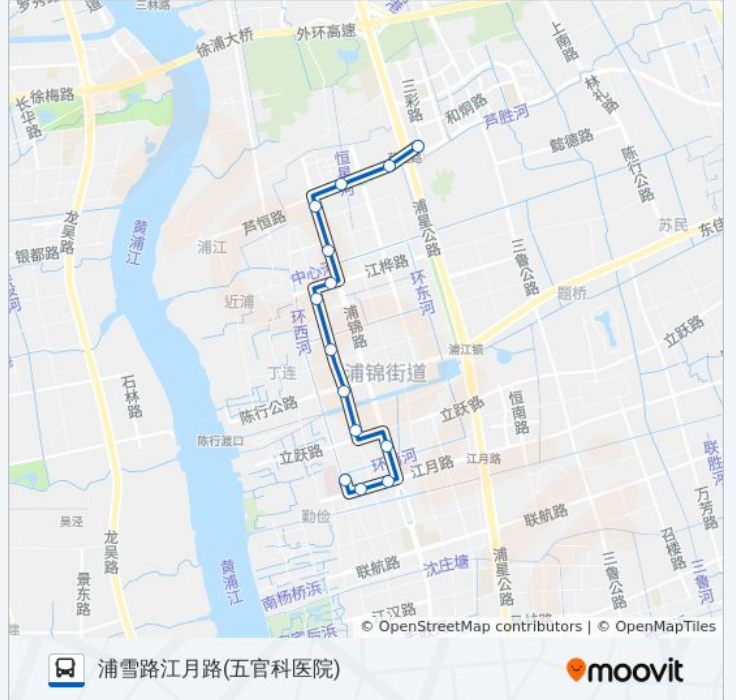 三林路
徐浦大桥
外环高速
上南路
长华路
徐梅路
三彩路
和炯路
林礼路
芦胜河
懿德路
恒星河
陈行公路
龙吴路
黄浦江
芦恒路
浦星公路
苏民
银都路
浦江
三鲁公路
中心河
江桦路
环东河
题桥
近浦
环西河
浦锦路
立跃路
浦江镇
丁连
浦锦街道
石林路
陈行公路
立跃路
恒南路
陈行渡口
立跃路
江月路
江月路
联胜河
万芳路
勤俭
吴泾
联航路
召楼路
龙吴路
联航路
沈庄塘
浦星公路
三鲁公路
三鲁河
黄浦江
景东路
南杨桥浜
江汉路
© OpenStreetMap contributors | © OpenMapTiles
浦雪路江月路(五官科医院)
moovit